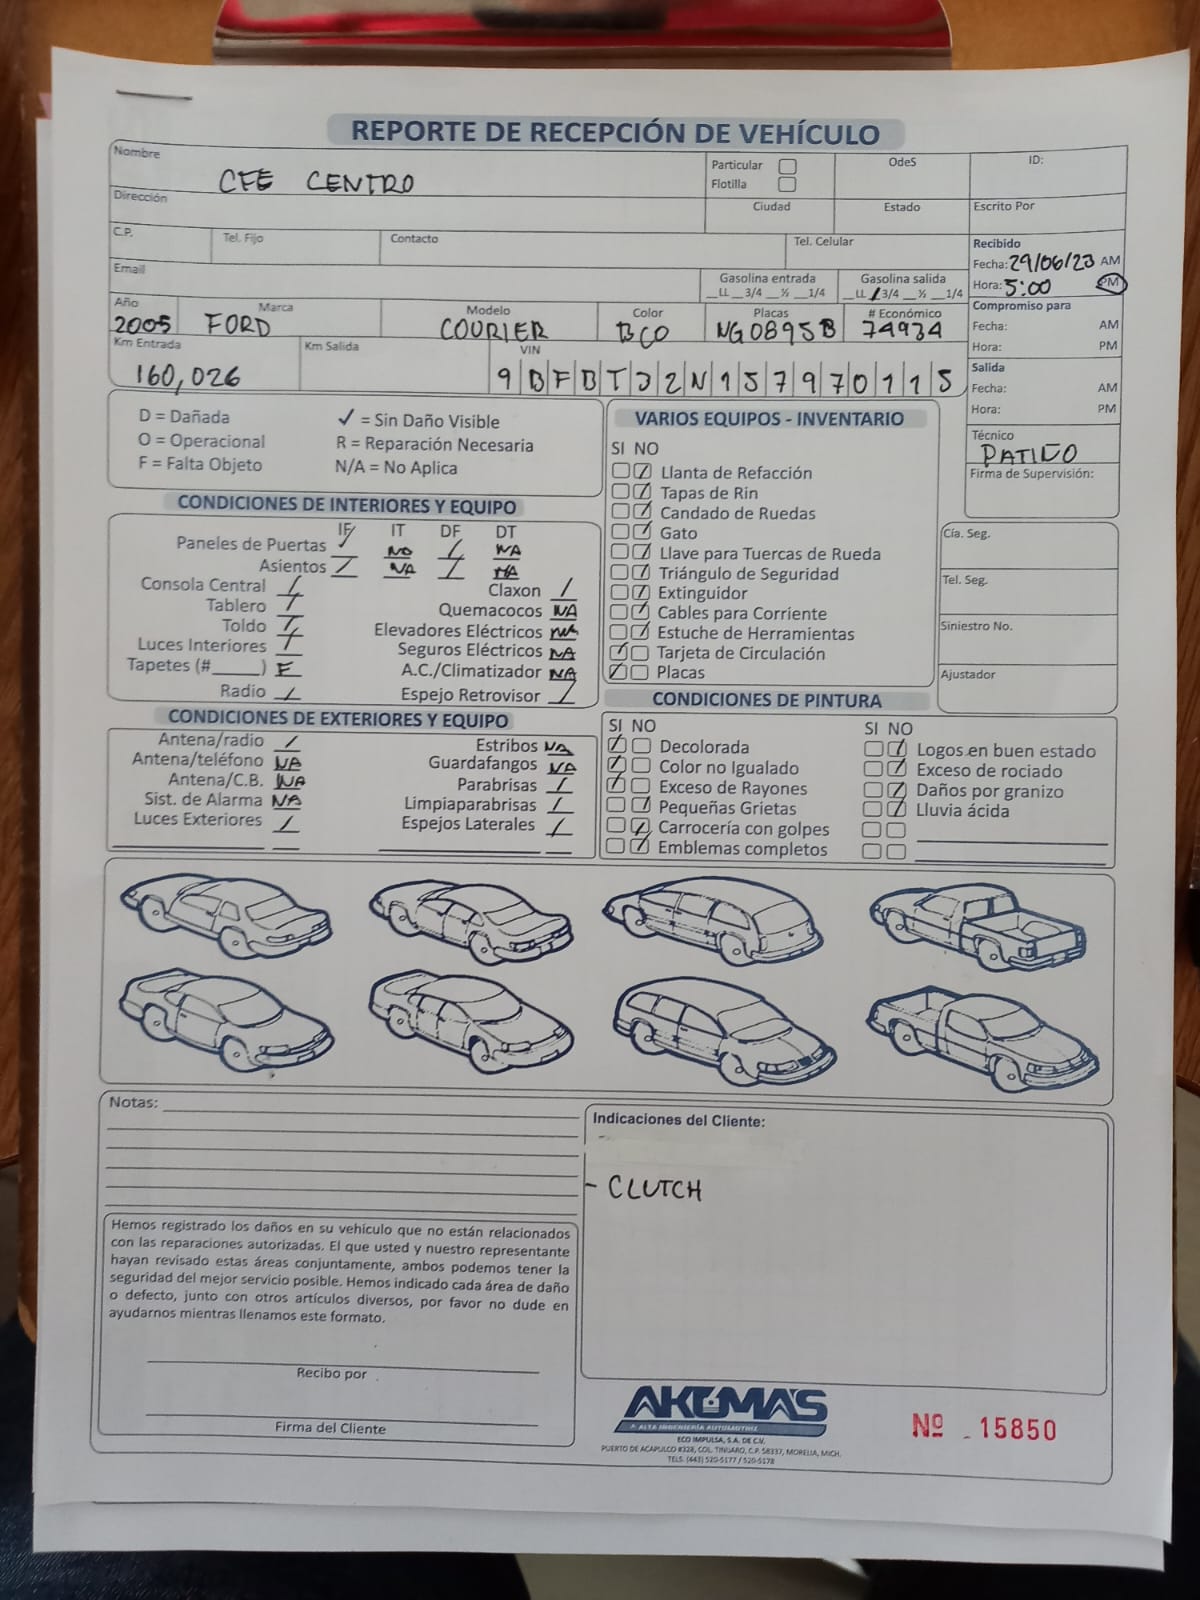 REPORTE DE RECEPCIÓN DE VEHÍCULO
Nombre CFE CENTRO Particular OdeS ID:
Flotilla
Dirección Ciudad Estado Escrito Por
C.P. Tel. Fijo Contacto Tel. Celular Recibido
Fecha: 29/06/23 AM
Email Gasolina entrada Gasolina salida Hora: 5:00 PM
__LL __3/4 __½ __1/4 __LL /3/4 __½ __1/4
Año Marca Modelo Color Placas # Económico Compromiso para
2005 FORD COURIER BCO NG0895B 74934 Fecha: AM
Km Entrada Km Salida VIN Hora: PM
160,026 9BFBT32N157970115 Salida
Fecha: AM
Hora: PM
Técnico
PATIÑO
Firma de Supervisión:
D = Dañada ✓ = Sin Daño Visible
O = Operacional R = Reparación Necesaria
F = Falta Objeto N/A = No Aplica
CONDICIONES DE INTERIORES Y EQUIPO
IF IT DF DT
Paneles de Puertas ✓ NO / NA
Asientos / NA / NA
Consola Central / Claxon /
Tablero / Quemacocos NA
Toldo / Elevadores Eléctricos NA
Luces Interiores / Seguros Eléctricos NA
Tapetes (#_____) F A.C./Climatizador NA
Radio / Espejo Retrovisor /
CONDICIONES DE EXTERIORES Y EQUIPO
Antena/radio / Estribos NA
Antena/teléfono NA Guardafangos NA
Antena/C.B. NA Parabrisas /
Sist. de Alarma NA Limpiaparabrisas /
Luces Exteriores / Espejos Laterales /
VARIOS EQUIPOS - INVENTARIO
SI NO
Llanta de Refacción
Tapas de Rin
Candado de Ruedas
Gato
Llave para Tuercas de Rueda
Triángulo de Seguridad
Extinguidor
Cables para Corriente
Estuche de Herramientas
Tarjeta de Circulación
Placas
Cía. Seg.
Tel. Seg.
Siniestro No.
Ajustador
CONDICIONES DE PINTURA
SI NO SI NO
Decolorada Logos en buen estado
Color no Igualado Exceso de rociado
Exceso de Rayones Daños por granizo
Pequeñas Grietas Lluvia ácida
Carrocería con golpes
Emblemas completos
Notas:
Indicaciones del Cliente:
- CLUTCH
Hemos registrado los daños en su vehículo que no están relacionados
con las reparaciones autorizadas. El que usted y nuestro representante
hayan revisado estas áreas conjuntamente, ambos podemos tener la
seguridad del mejor servicio posible. Hemos indicado cada área de daño
o defecto, junto con otros artículos diversos, por favor no dude en
ayudarnos mientras llenamos este formato.
Recibo por
Firma del Cliente
AKUMA'S
ALTA INGENIERÍA AUTOMOTRIZ
ECO IMPULSA, S.A. DE C.V.
PUERTO DE ACAPULCO #328, COL. TINIJARO, C.P. 58337, MORELIA, MICH.
TELS. (443) 520-5177 / 520-5178
Nº 15850